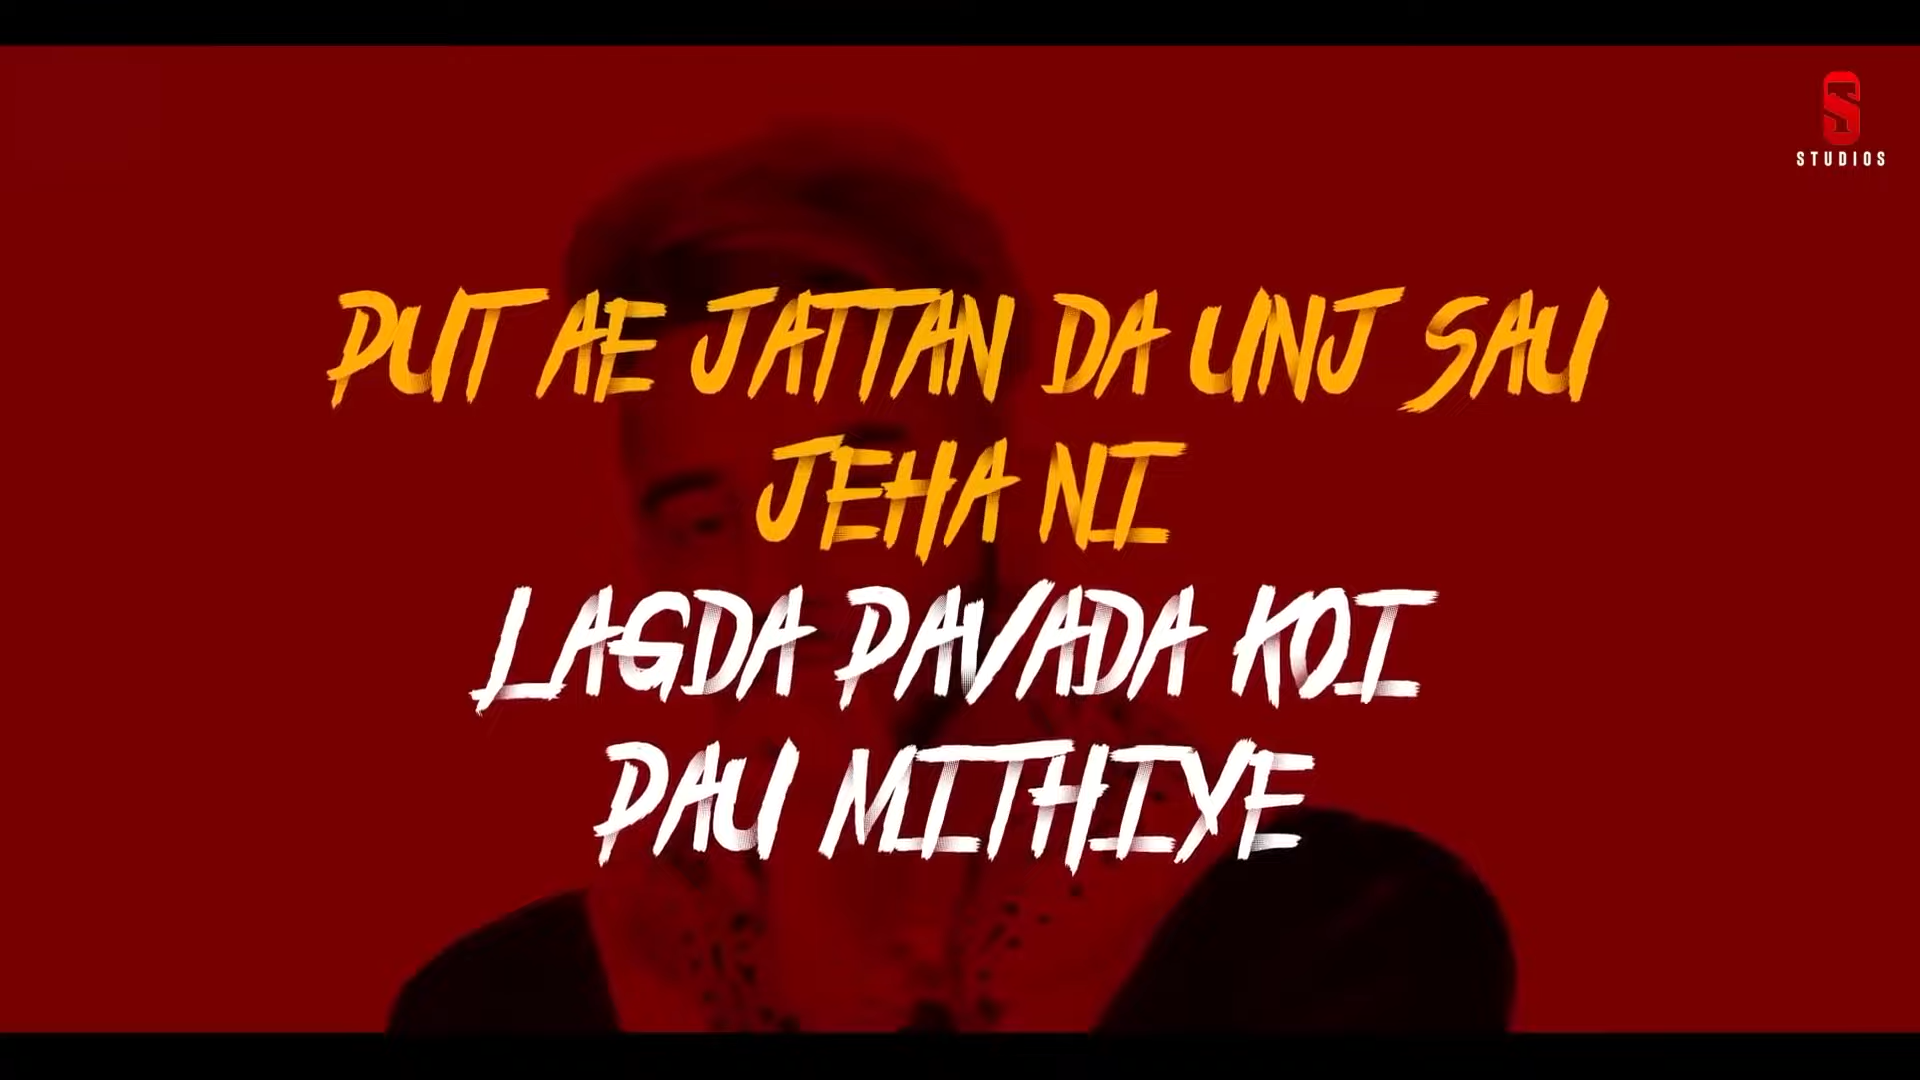 STUDIOS
PUT AE JATTAN DA UNJ SAU
JEHA NI
LAGDA PAVADA KOI
PAU MITHIYE